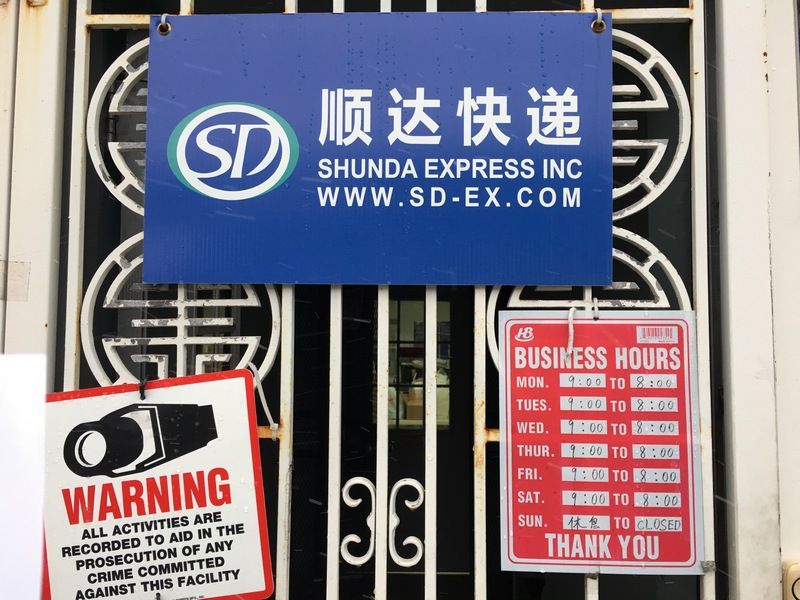 SD
顺达快递
SHUNDA EXPRESS INC
WWW.SD-EX.COM
HB
BUSINESS HOURS
MON. 9:00 TO 8:00
TUES. 9:00 TO 8:00
WED. 9:00 TO 8:00
THUR. 9:00 TO 8:00
FRI. 9:00 TO 8:00
SAT. 9:00 TO 8:00
SUN. 休息 TO CLOSED
THANK YOU
WARNING
ALL ACTIVITIES ARE
RECORDED TO AID IN THE
PROSECUTION OF ANY
CRIME COMMITTED
AGAINST THIS FACILITY